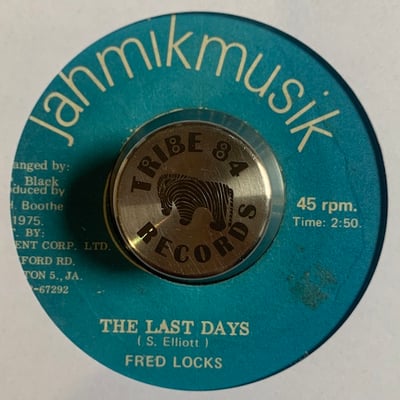 Jahmikmusik
TRIBE 84
RECORDS
anged by:
Black
oduced by
H. Boothe
1975.
T. BY:
ENT CORP. LTD.
XFORD RD.
TON 5., JA.
-67292
45 rpm.
Time: 2:50.
THE LAST DAYS
( S. Elliott )
FRED LOCKS